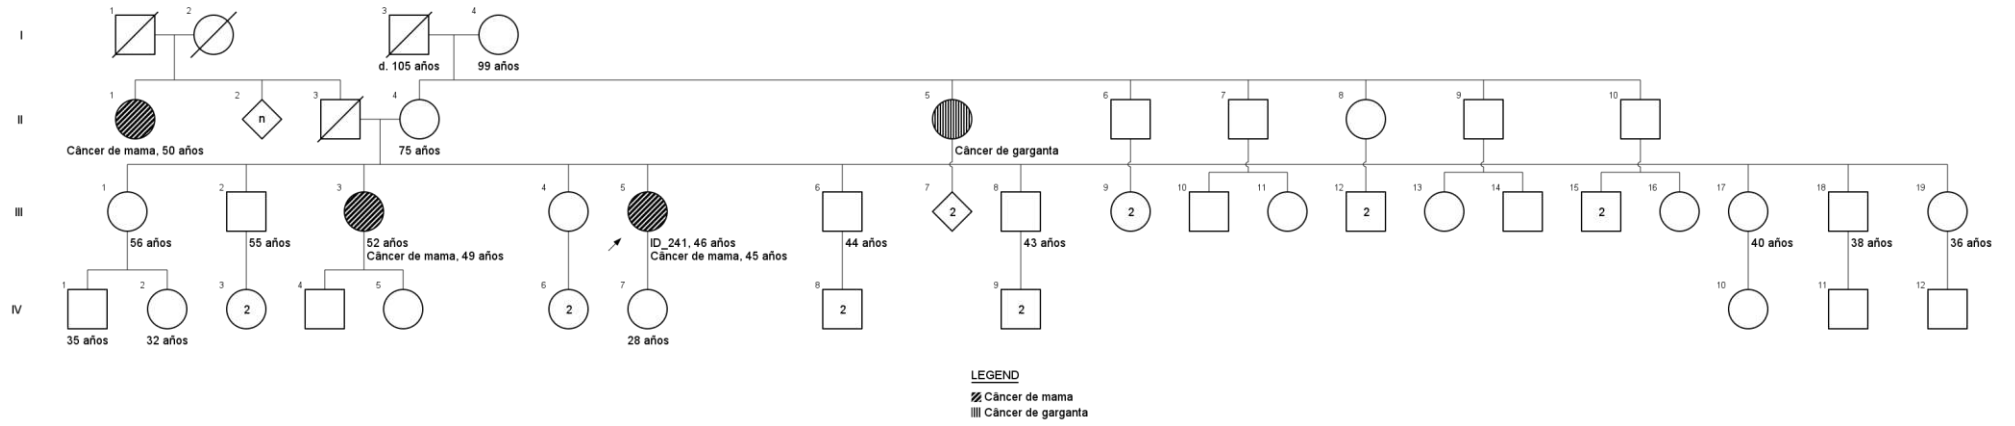 1 2 3 4
I
d. 105 años 99 años
1 2 3 4 5 6 7 8 9 10
II n
Câncer de mama, 50 años 75 años Câncer de garganta
1 2 3 4 5 6 7 8 9 10 11 12 13 14 15 16 17 18 19
III 2 2 2 2
56 años 55 años 52 años ID_241, 46 años 44 años 43 años 40 años 38 años 36 años
Câncer de mama, 49 años Câncer de mama, 45 años
1 2 3 4 5 6 7 8 9 10 11 12
IV 2 2 2 2
35 años 32 años 28 años
LEGEND
Câncer de mama
Câncer de garganta